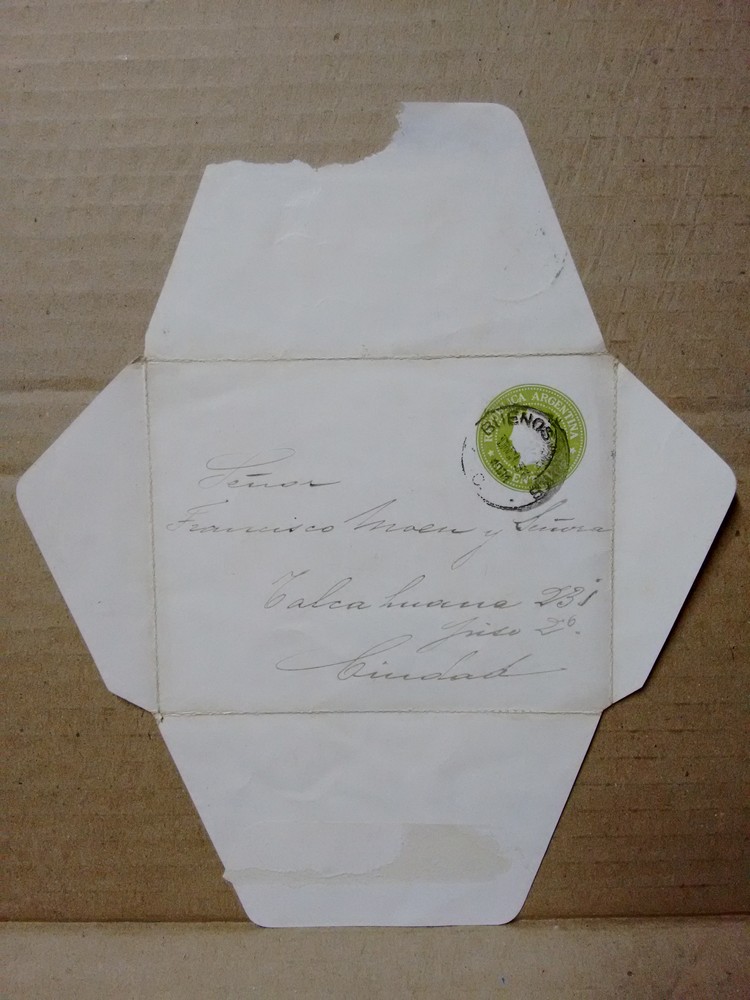 REPUBLICA ARGENTINA
BUENOS
Señor
Francisco Moen y Señora
Talcahuano 231
piso 2º.
Ciudad